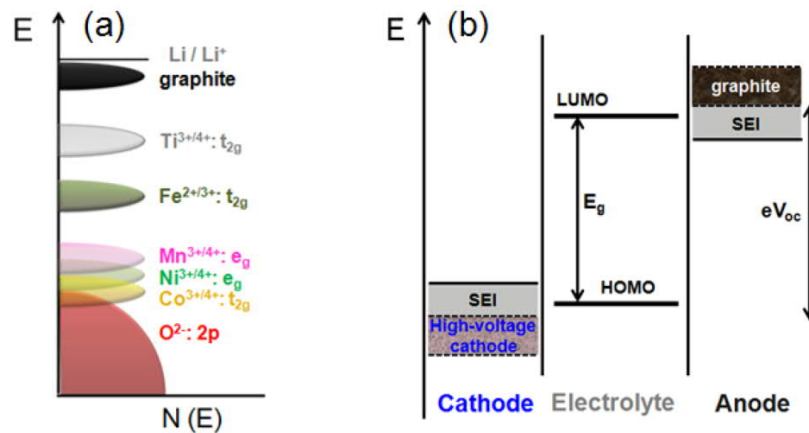 E
(a)
Li / Li⁺
graphite
Ti³⁺/⁴⁺: t₂g
Fe²⁺/³⁺: t₂g
Mn³⁺/⁴⁺: eg
Ni³⁺/⁴⁺: eg
Co³⁺/⁴⁺: t₂g
O²⁻: 2p
N (E)
E
(b)
graphite
LUMO
SEI
Eg
eVoc
SEI
HOMO
High-voltage
cathode
Cathode
Electrolyte
Anode